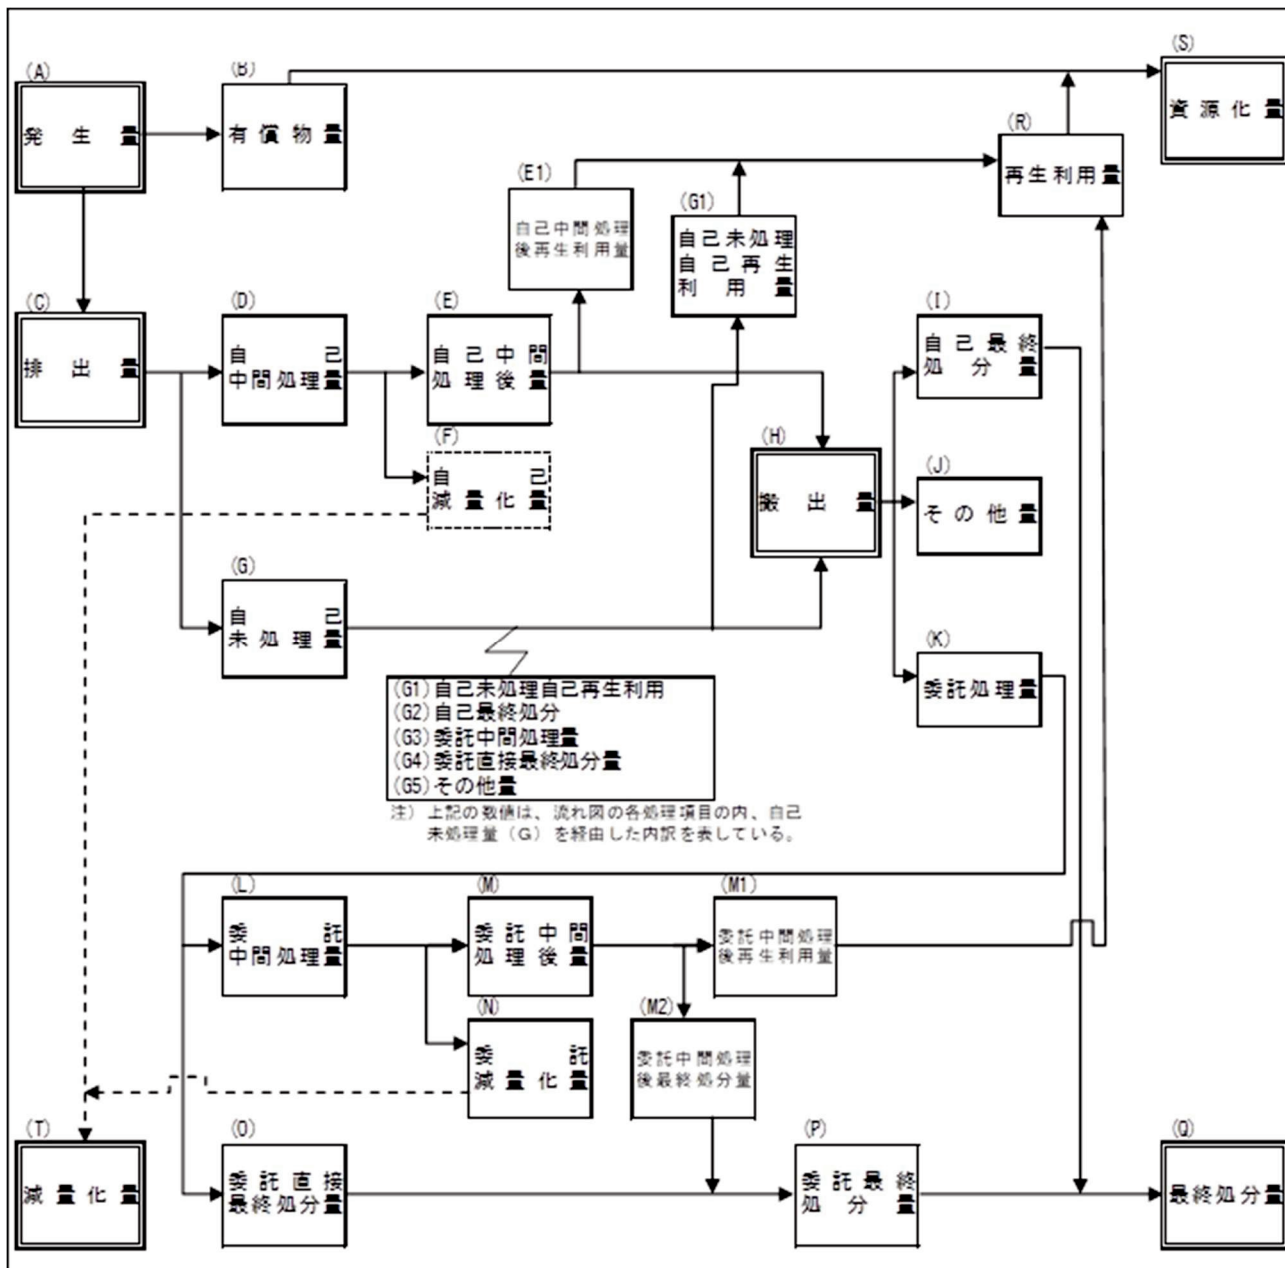 (S)
資源化量
(A)
発生量
(B)
有償物量
(R)
再生利用量
(E1)
自己中間処理
後再生利用量
(G1)
自己未処理
自己再生
利用量
(C)
排出量
(D)
自己
中間処理量
(E)
自己中間
処理後量
(I)
自己最終
処分量
(F)
自己
減量化量
(H)
搬出量
(J)
その他量
(G)
自己
未処理量
(K)
委託処理量
(G1)自己未処理自己再生利用
(G2)自己最終処分
(G3)委託中間処理量
(G4)委託直接最終処分量
(G5)その他量
注) 上記の数値は、流れ図の各処理項目の内、自己
未処理量(G)を経由した内訳を表している。
(L)
委託
中間処理量
(M)
委託中間
処理後量
(M1)
委託中間処理
後再生利用量
(N)
委託
減量化量
(M2)
委託中間処理
後最終処分量
(T)
減量化量
(O)
委託直接
最終処分量
(P)
委託最終
処分量
(Q)
最終処分量